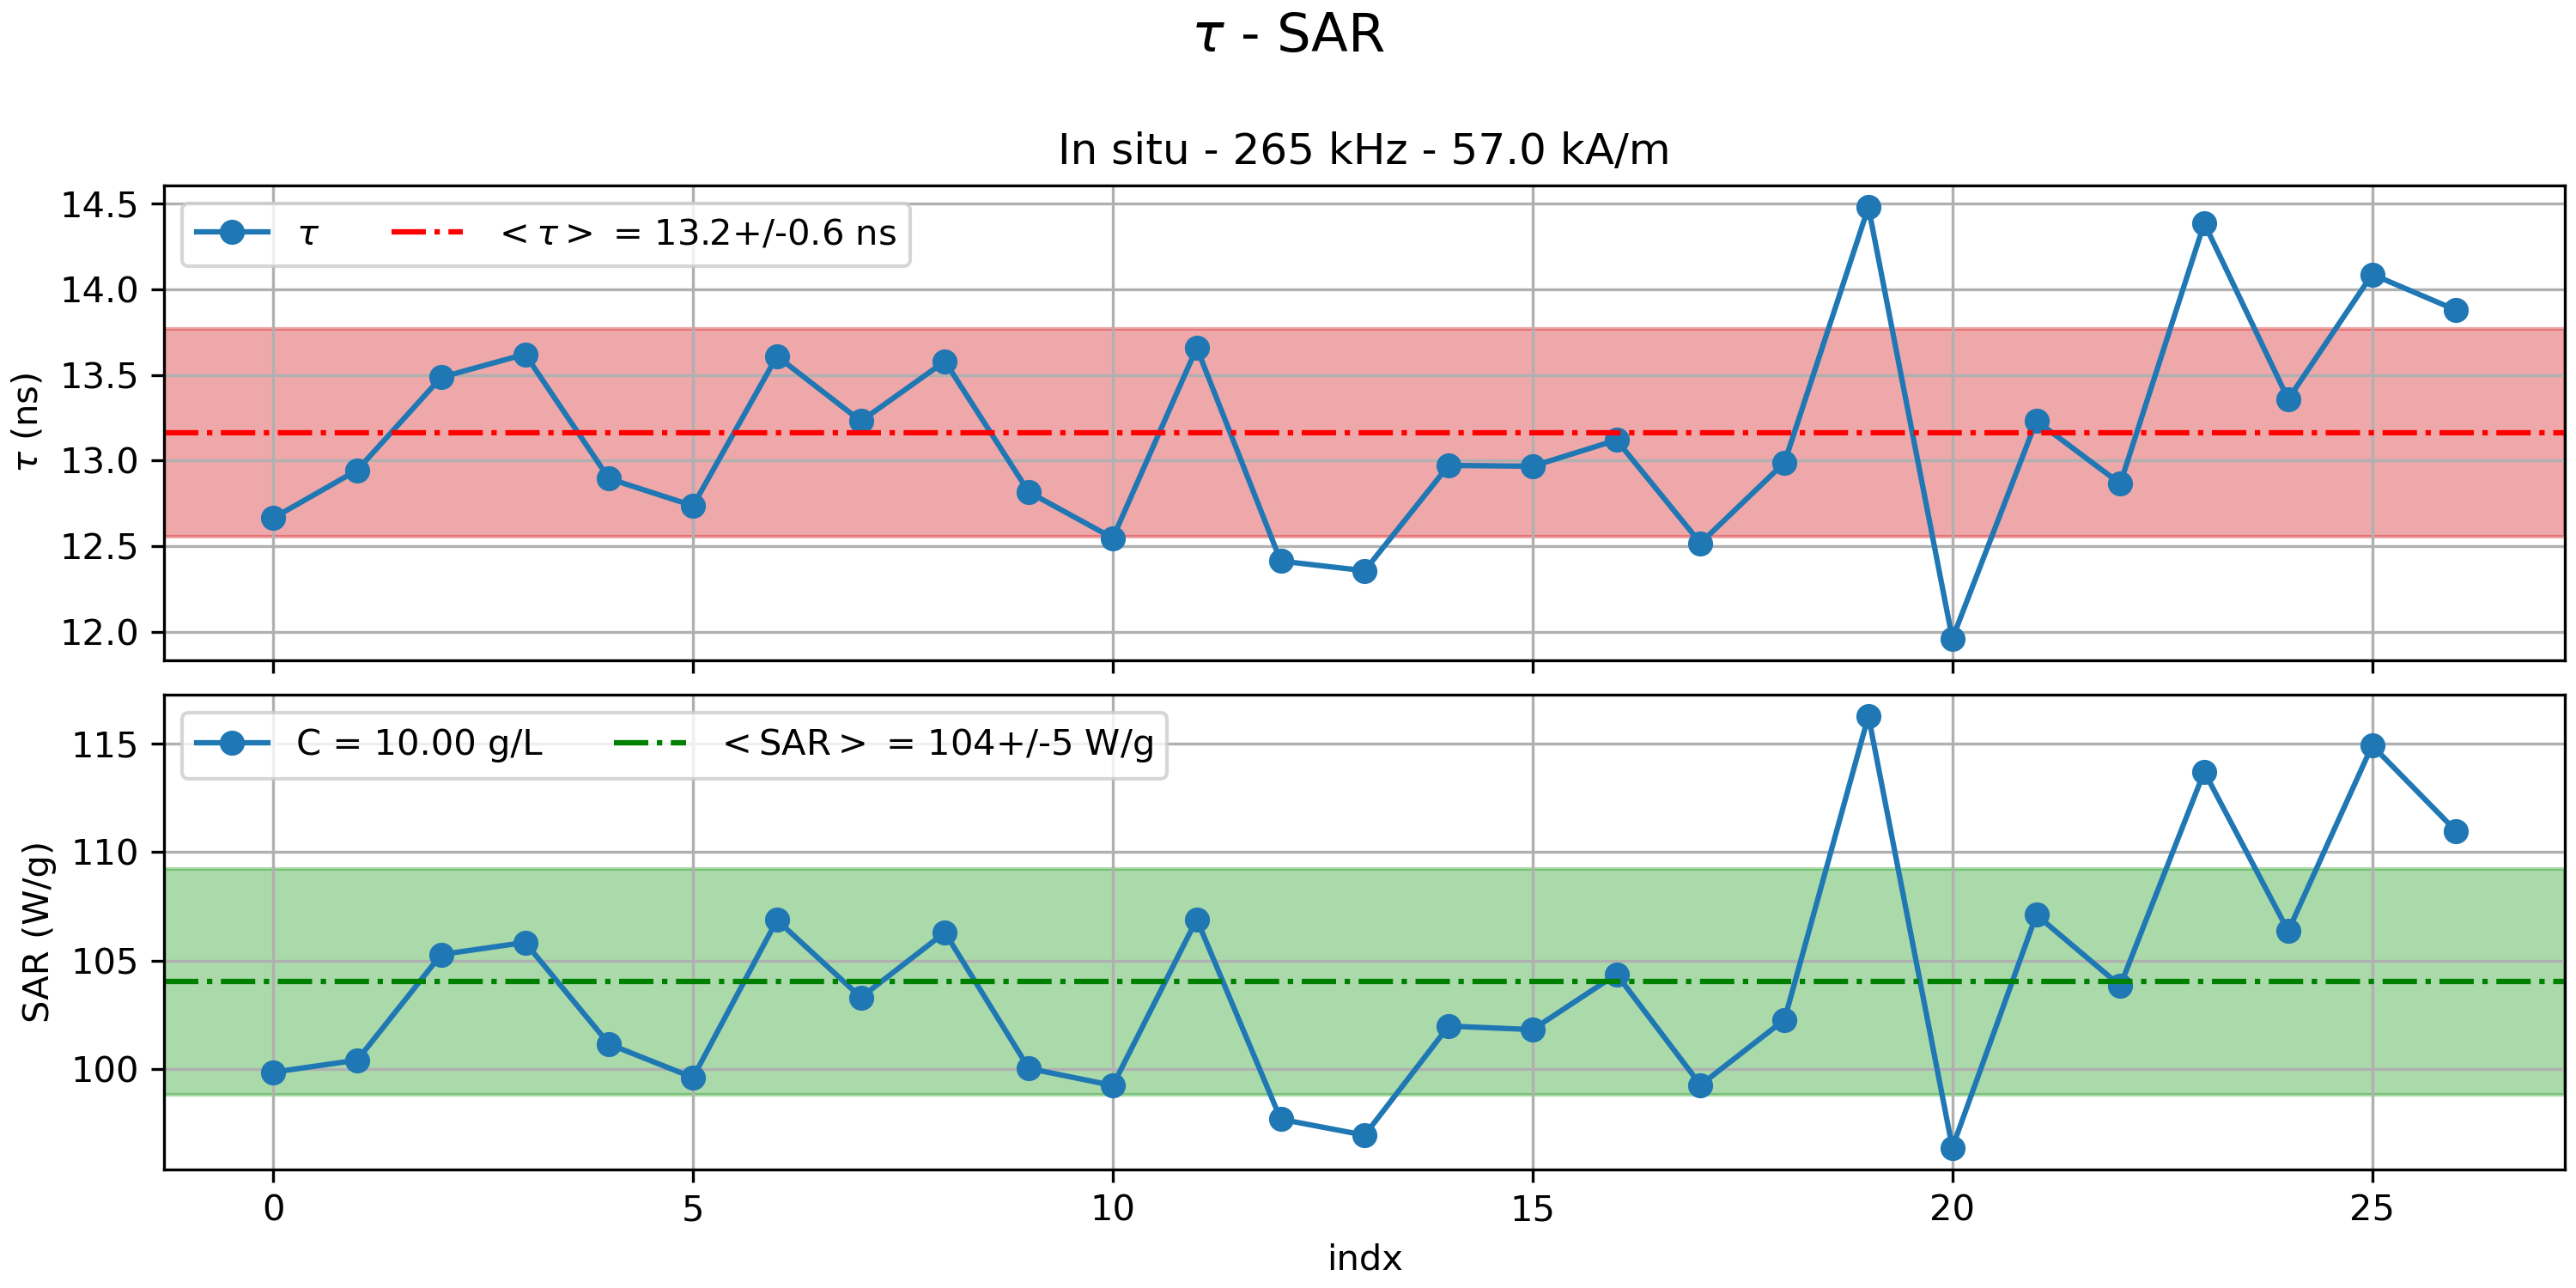 τ - SAR
In situ - 265 kHz - 57.0 kA/m
τ (ns)
14.5
14.0
13.5
13.0
12.5
12.0
τ
<τ> = 13.2+/-0.6 ns
SAR (W/g)
115
110
105
100
C = 10.00 g/L
<SAR> = 104+/-5 W/g
0 5 10 15 20 25
indx